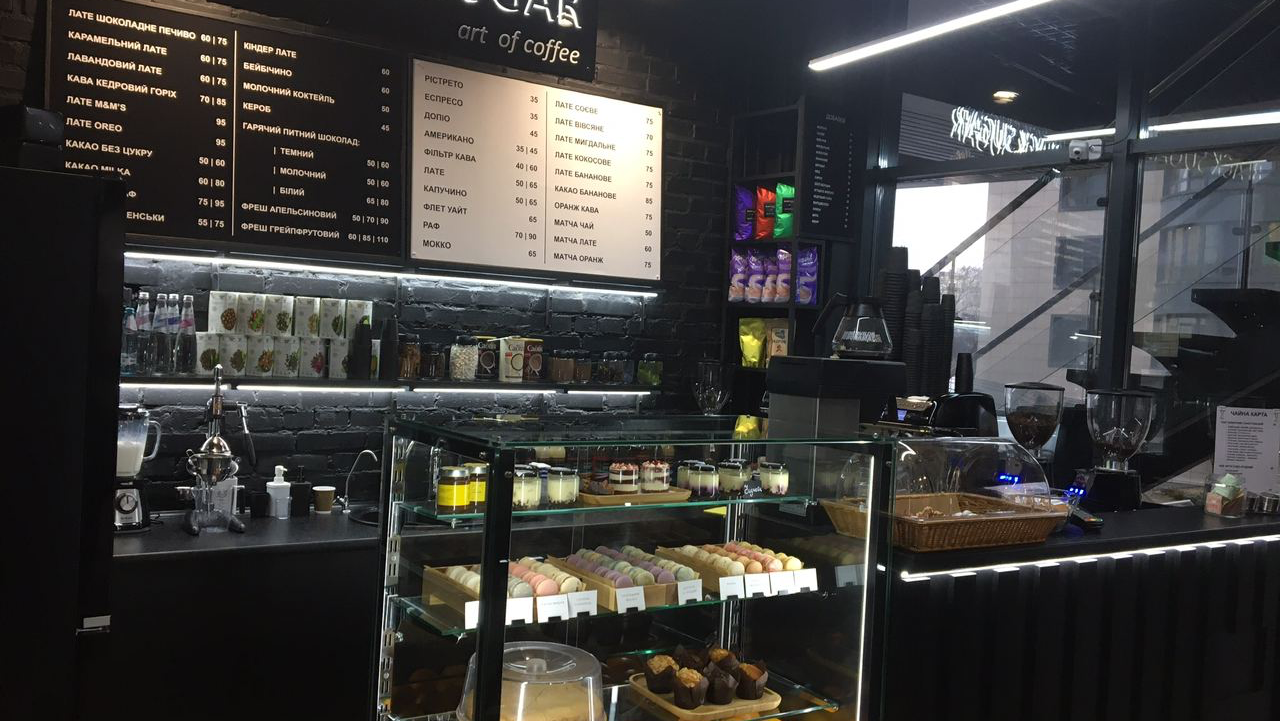 art of coffee
ЛАТЕ ШОКОЛАДНЕ ПЕЧИВО 60 | 75
КАРАМЕЛЬНИЙ ЛАТЕ 60 | 75
ЛАВАНДОВИЙ ЛАТЕ 60 | 75
КАВА КЕДРОВИЙ ГОРІХ 70 | 85
ЛАТЕ M&M'S 95
ЛАТЕ OREO 95
КАКАО БЕЗ ЦУКРУ 50 | 60
КАКАО MILKA 60 | 80
75 | 95
55 | 75
КІНДЕР ЛАТЕ 60
БЕЙБІЧИНО 60
МОЛОЧНИЙ КОКТЕЙЛЬ 50
КЕРОБ 45
ГАРЯЧИЙ ПИТНИЙ ШОКОЛАД:
| ТЕМНИЙ 50 | 60
| МОЛОЧНИЙ 50 | 60
| БІЛИЙ 65 | 80
ФРЕШ АПЕЛЬСИНОВИЙ 50 | 70 | 90
ФРЕШ ГРЕЙПФРУТОВИЙ 60 | 85 | 110
РІСТРЕТО 35
ЕСПРЕСО 35
ДОПІО 45
АМЕРИКАНО 35 | 45
ФІЛЬТР КАВА 40 | 60
ЛАТЕ 50 | 65
КАПУЧИНО 50 | 65
ФЛЕТ УАЙТ 65
РАФ 70 | 90
МОККО 65
ЛАТЕ СОЄВЕ 75
ЛАТЕ ВІВСЯНЕ 70
ЛАТЕ МИГДАЛЬНЕ 75
ЛАТЕ КОКОСОВЕ 75
ЛАТЕ БАНАНОВЕ 75
КАКАО БАНАНОВЕ 85
ОРАНЖ КАВА 75
МАТЧА ЧАЙ 50
МАТЧА ЛАТЕ 60
МАТЧА ОРАНЖ 75
ЧАЙНА КАРТА